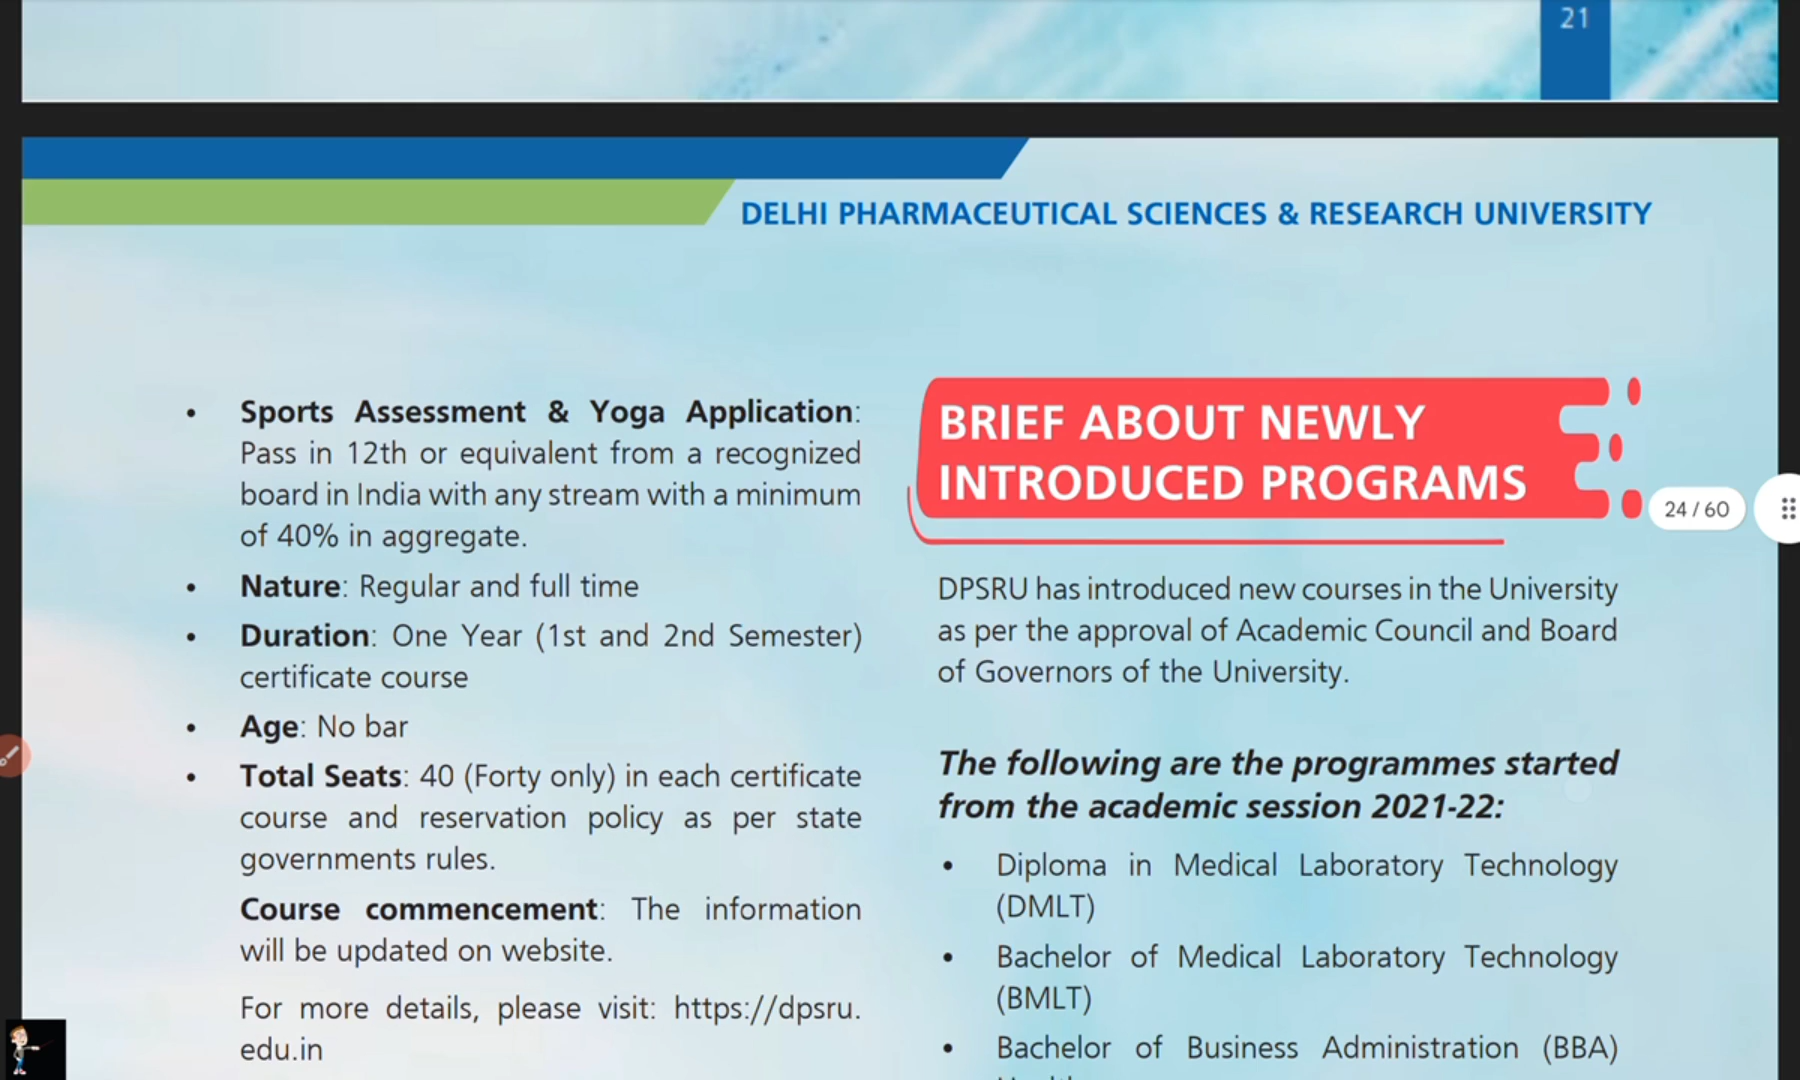 21
DELHI PHARMACEUTICAL SCIENCES & RESEARCH UNIVERSITY
• Sports Assessment & Yoga Application:
Pass in 12th or equivalent from a recognized
board in India with any stream with a minimum
of 40% in aggregate.
• Nature: Regular and full time
• Duration: One Year (1st and 2nd Semester)
certificate course
• Age: No bar
• Total Seats: 40 (Forty only) in each certificate
course and reservation policy as per state
governments rules.
Course commencement: The information
will be updated on website.
For more details, please visit: https://dpsru.
edu.in
BRIEF ABOUT NEWLY
INTRODUCED PROGRAMS
24 / 60
DPSRU has introduced new courses in the University
as per the approval of Academic Council and Board
of Governors of the University.
The following are the programmes started
from the academic session 2021-22:
• Diploma in Medical Laboratory Technology
(DMLT)
• Bachelor of Medical Laboratory Technology
(BMLT)
• Bachelor of Business Administration (BBA)